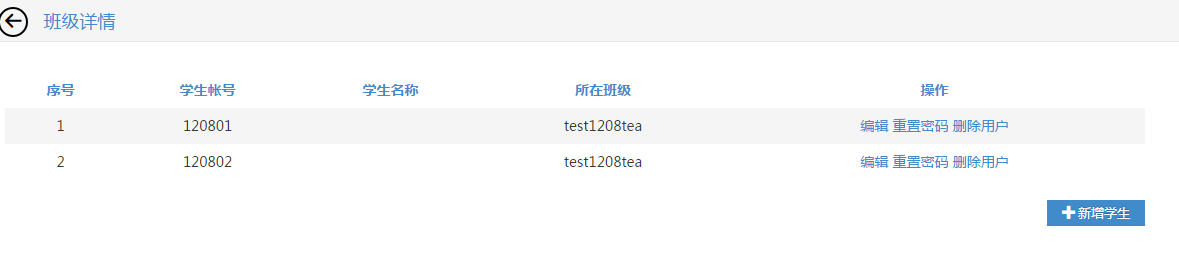 班级详情
序号 学生帐号 学生名称 所在班级 操作
1 120801 test1208tea 编辑 重置密码 删除用户
2 120802 test1208tea 编辑 重置密码 删除用户
新增学生